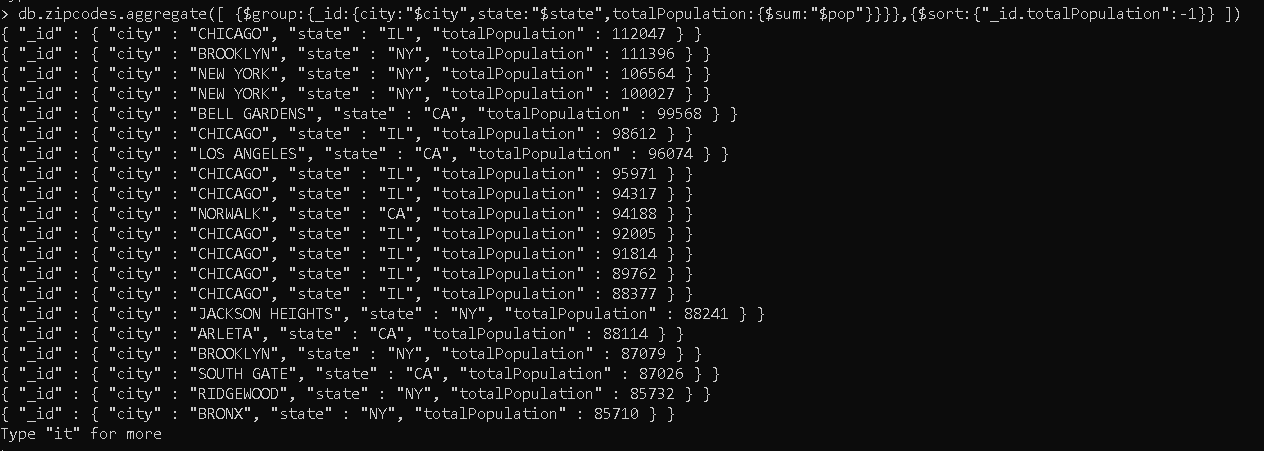 > db.zipcodes.aggregate([ {$group:{_id:{city:"$city",state:"$state",totalPopulation:{$sum:"$pop"}}}},{$sort:{"_id.totalPopulation":-1}} ])
{ "_id" : { "city" : "CHICAGO", "state" : "IL", "totalPopulation" : 112047 } }
{ "_id" : { "city" : "BROOKLYN", "state" : "NY", "totalPopulation" : 111396 } }
{ "_id" : { "city" : "NEW YORK", "state" : "NY", "totalPopulation" : 106564 } }
{ "_id" : { "city" : "NEW YORK", "state" : "NY", "totalPopulation" : 100027 } }
{ "_id" : { "city" : "BELL GARDENS", "state" : "CA", "totalPopulation" : 99568 } }
{ "_id" : { "city" : "CHICAGO", "state" : "IL", "totalPopulation" : 98612 } }
{ "_id" : { "city" : "LOS ANGELES", "state" : "CA", "totalPopulation" : 96074 } }
{ "_id" : { "city" : "CHICAGO", "state" : "IL", "totalPopulation" : 95971 } }
{ "_id" : { "city" : "CHICAGO", "state" : "IL", "totalPopulation" : 94317 } }
{ "_id" : { "city" : "NORWALK", "state" : "CA", "totalPopulation" : 94188 } }
{ "_id" : { "city" : "CHICAGO", "state" : "IL", "totalPopulation" : 92005 } }
{ "_id" : { "city" : "CHICAGO", "state" : "IL", "totalPopulation" : 91814 } }
{ "_id" : { "city" : "CHICAGO", "state" : "IL", "totalPopulation" : 89762 } }
{ "_id" : { "city" : "CHICAGO", "state" : "IL", "totalPopulation" : 88377 } }
{ "_id" : { "city" : "JACKSON HEIGHTS", "state" : "NY", "totalPopulation" : 88241 } }
{ "_id" : { "city" : "ARLETA", "state" : "CA", "totalPopulation" : 88114 } }
{ "_id" : { "city" : "BROOKLYN", "state" : "NY", "totalPopulation" : 87079 } }
{ "_id" : { "city" : "SOUTH GATE", "state" : "CA", "totalPopulation" : 87026 } }
{ "_id" : { "city" : "RIDGEWOOD", "state" : "NY", "totalPopulation" : 85732 } }
{ "_id" : { "city" : "BRONX", "state" : "NY", "totalPopulation" : 85710 } }
Type "it" for more